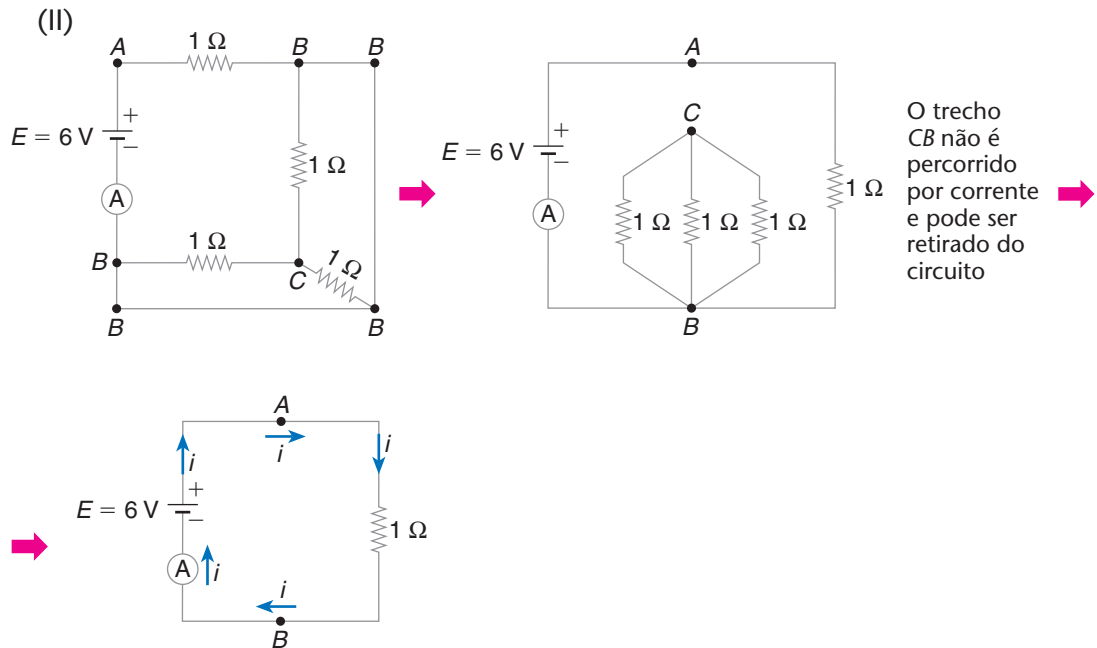 (II)
A 1 Ω B B
E = 6 V + –
1 Ω
A
B 1 Ω C 1 Ω
B B
A
C
E = 6 V + –
A
1 Ω 1 Ω 1 Ω 1 Ω
B
O trecho
CB não é
percorrido
por corrente
e pode ser
retirado do
circuito
A
i i i
E = 6 V + –
1 Ω
A i
i
B